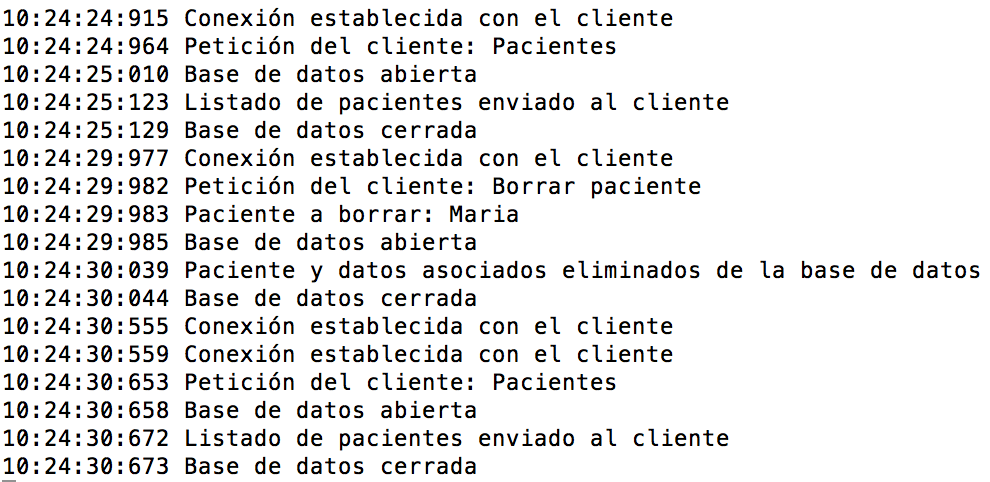 10:24:24:915 Conexión establecida con el cliente
10:24:24:964 Petición del cliente: Pacientes
10:24:25:010 Base de datos abierta
10:24:25:123 Listado de pacientes enviado al cliente
10:24:25:129 Base de datos cerrada
10:24:29:977 Conexión establecida con el cliente
10:24:29:982 Petición del cliente: Borrar paciente
10:24:29:983 Paciente a borrar: Maria
10:24:29:985 Base de datos abierta
10:24:30:039 Paciente y datos asociados eliminados de la base de datos
10:24:30:044 Base de datos cerrada
10:24:30:555 Conexión establecida con el cliente
10:24:30:559 Conexión establecida con el cliente
10:24:30:653 Petición del cliente: Pacientes
10:24:30:658 Base de datos abierta
10:24:30:672 Listado de pacientes enviado al cliente
10:24:30:673 Base de datos cerrada